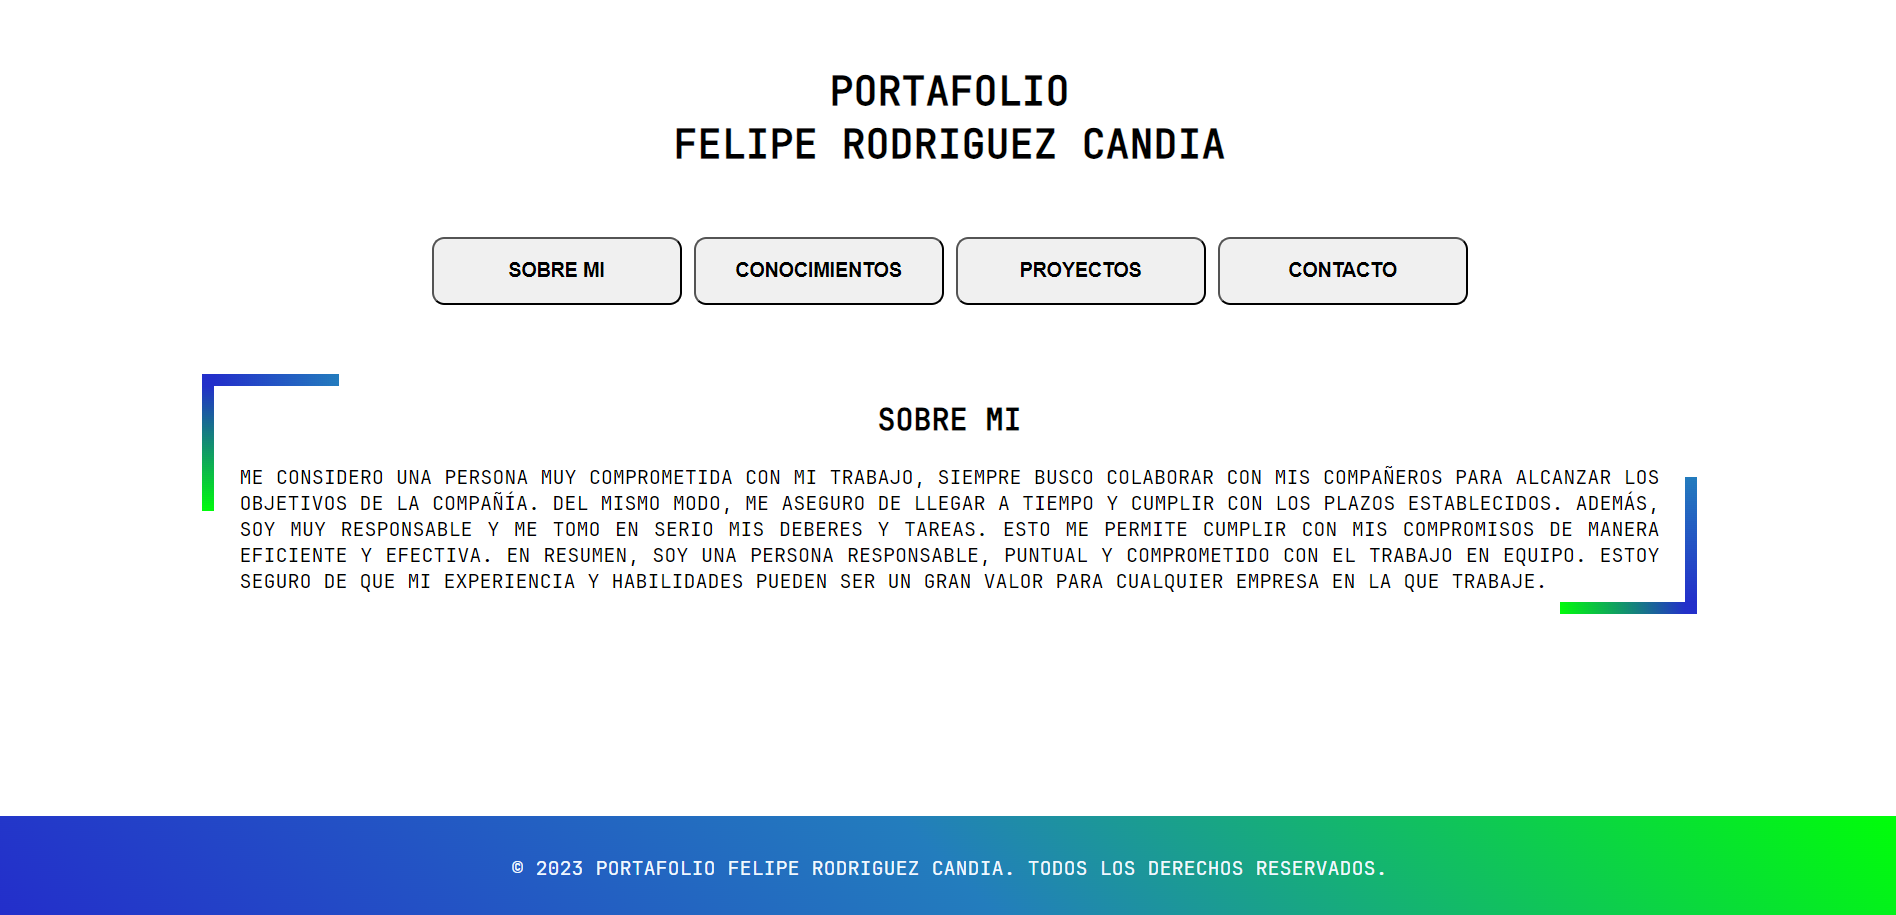 PORTAFOLIO
FELIPE RODRIGUEZ CANDIA
SOBRE MI
CONOCIMIENTOS
PROYECTOS
CONTACTO
SOBRE MI
ME CONSIDERO UNA PERSONA MUY COMPROMETIDA CON MI TRABAJO, SIEMPRE BUSCO COLABORAR CON MIS COMPAÑEROS PARA ALCANZAR LOS
OBJETIVOS DE LA COMPAÑÍA. DEL MISMO MODO, ME ASEGURO DE LLEGAR A TIEMPO Y CUMPLIR CON LOS PLAZOS ESTABLECIDOS. ADEMÁS,
SOY MUY RESPONSABLE Y ME TOMO EN SERIO MIS DEBERES Y TAREAS. ESTO ME PERMITE CUMPLIR CON MIS COMPROMISOS DE MANERA
EFICIENTE Y EFECTIVA. EN RESUMEN, SOY UNA PERSONA RESPONSABLE, PUNTUAL Y COMPROMETIDO CON EL TRABAJO EN EQUIPO. ESTOY
SEGURO DE QUE MI EXPERIENCIA Y HABILIDADES PUEDEN SER UN GRAN VALOR PARA CUALQUIER EMPRESA EN LA QUE TRABAJE.
© 2023 PORTAFOLIO FELIPE RODRIGUEZ CANDIA. TODOS LOS DERECHOS RESERVADOS.